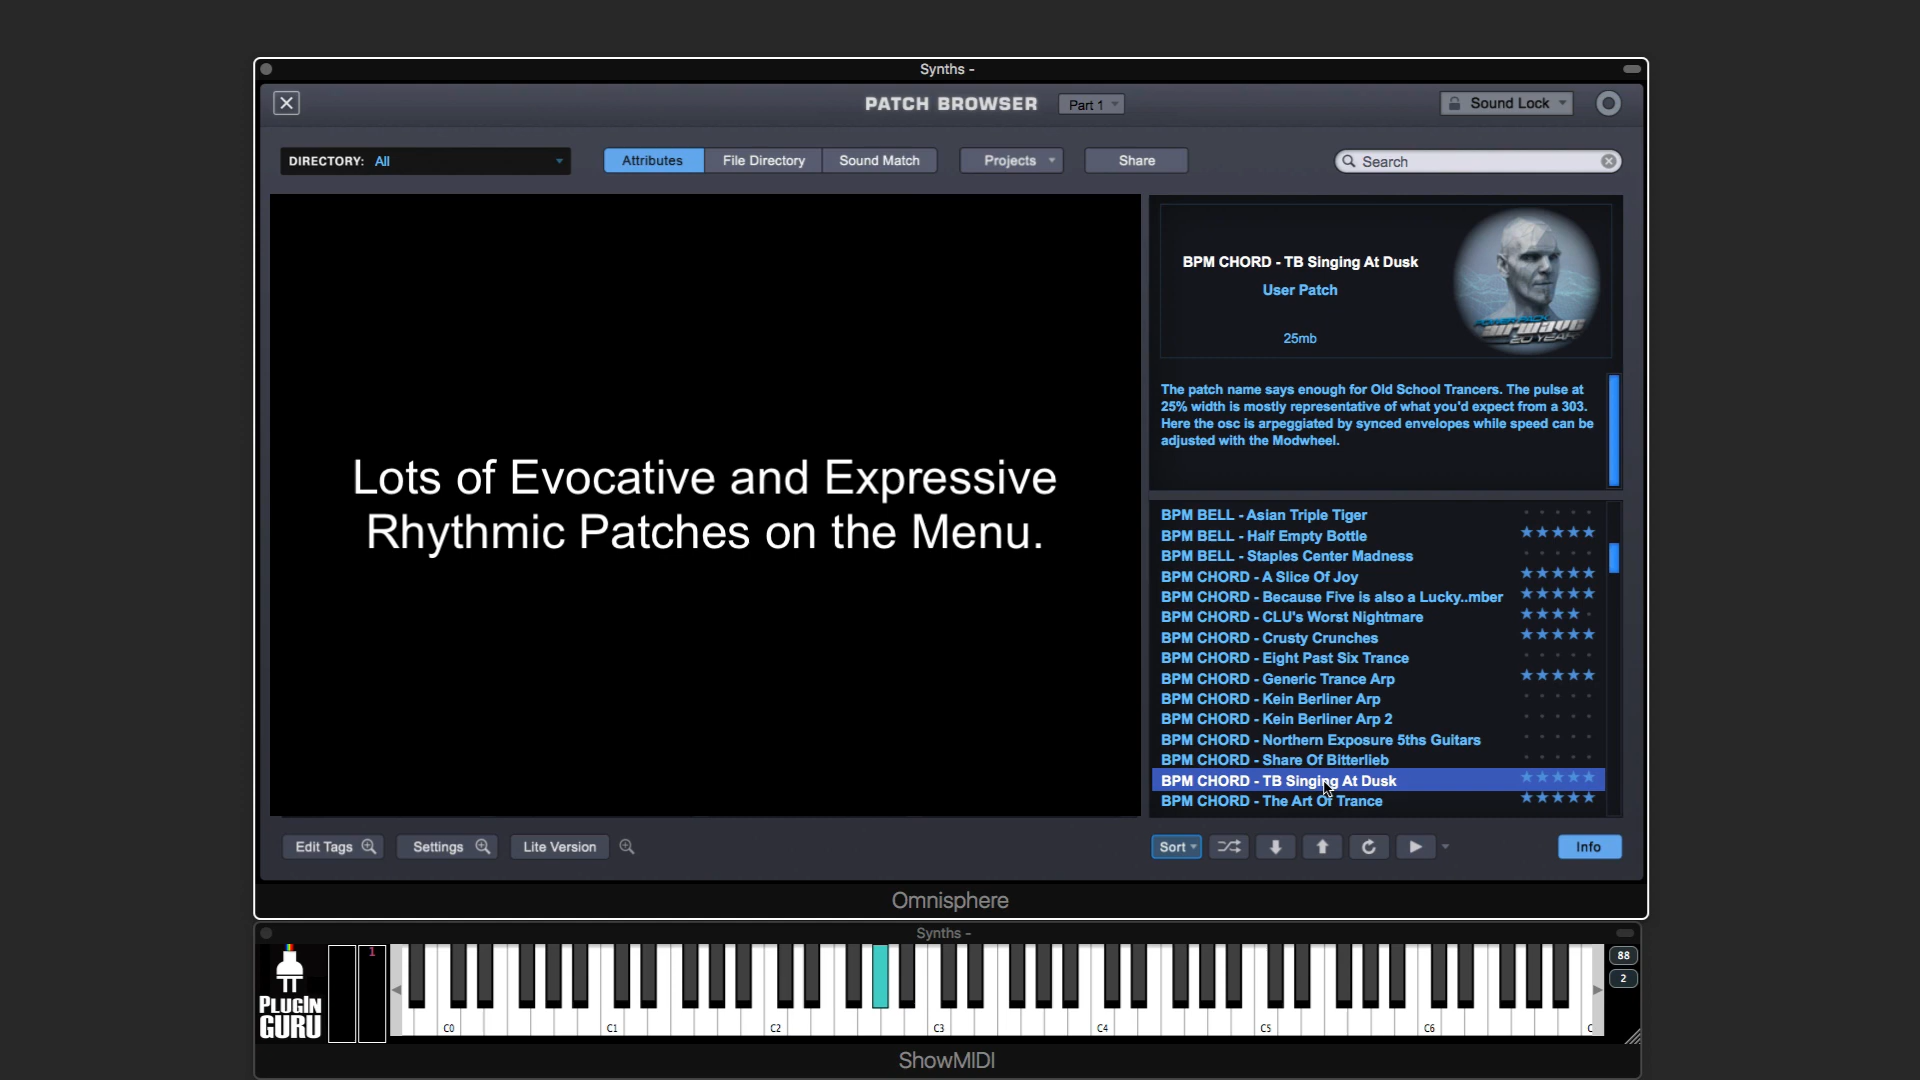 Synths -
PATCH BROWSER
Part 1
Sound Lock
DIRECTORY: All
Attributes
File Directory
Sound Match
Projects
Share
Search
Lots of Evocative and Expressive
Rhythmic Patches on the Menu.
BPM CHORD - TB Singing At Dusk
User Patch
25mb
POWER PACK
airwave
20 YEAR
The patch name says enough for Old School Trancers. The pulse at
25% width is mostly representative of what you'd expect from a 303.
Here the osc is arpeggiated by synced envelopes while speed can be
adjusted with the Modwheel.
BPM BELL - Asian Triple Tiger
BPM BELL - Half Empty Bottle
BPM BELL - Staples Center Madness
BPM CHORD - A Slice Of Joy
BPM CHORD - Because Five is also a Lucky..mber
BPM CHORD - CLU's Worst Nightmare
BPM CHORD - Crusty Crunches
BPM CHORD - Eight Past Six Trance
BPM CHORD - Generic Trance Arp
BPM CHORD - Kein Berliner Arp
BPM CHORD - Kein Berliner Arp 2
BPM CHORD - Northern Exposure 5ths Guitars
BPM CHORD - Share Of Bitterlieb
BPM CHORD - TB Singing At Dusk
BPM CHORD - The Art Of Trance
Edit Tags
Settings
Lite Version
Sort
Info
Omnisphere
Synths -
1
PLUGIN
GURU
C0
C1
C2
C3
C4
C5
C6
C
88
2
ShowMIDI